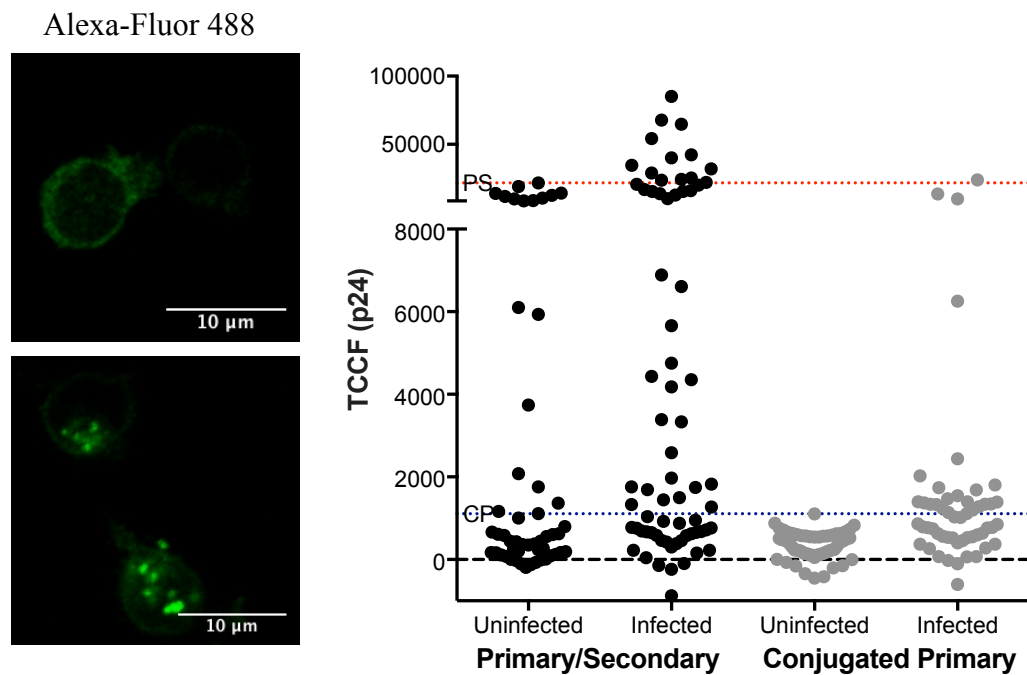 Alexa-Fluor 488
10 µm
10 µm
TCCF (p24)
100000
50000
PS
8000
6000
4000
2000
CP
0
Uninfected
Infected
Uninfected
Infected
Primary/Secondary
Conjugated Primary